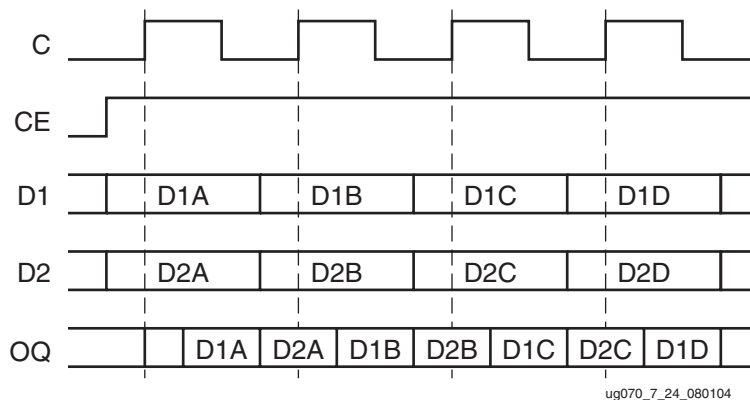 C
CE
D1 D1A D1B D1C D1D
D2 D2A D2B D2C D2D
OQ D1A D2A D1B D2B D1C D2C D1D
ug070_7_24_080104